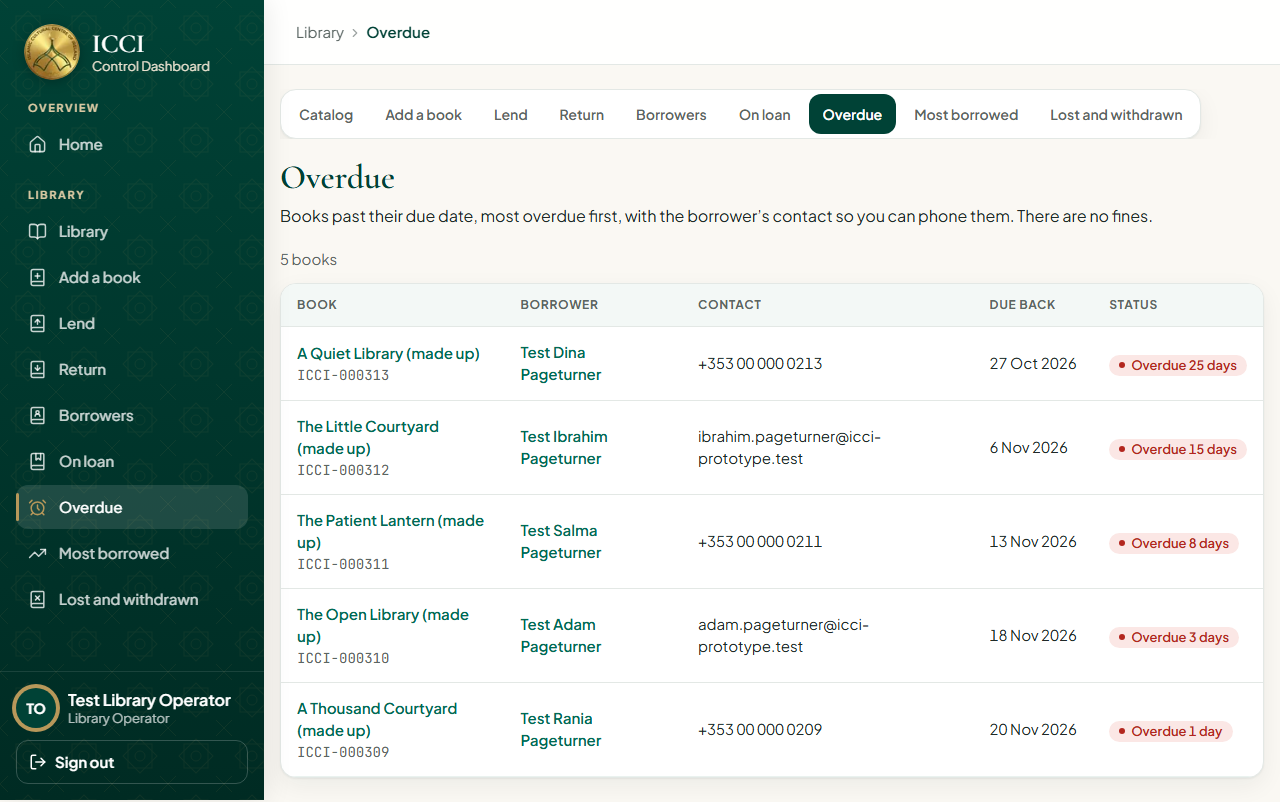 ICCI
Control Dashboard
OVERVIEW
Home
LIBRARY
Library
Add a book
Lend
Return
Borrowers
On loan
Overdue
Most borrowed
Lost and withdrawn
TO
Test Library Operator
Library Operator
Sign out
Library > Overdue
Catalog Add a book Lend Return Borrowers On loan Overdue Most borrowed Lost and withdrawn
Overdue
Books past their due date, most overdue first, with the borrower’s contact so you can phone them. There are no fines.
5 books
BOOK BORROWER CONTACT DUE BACK STATUS
A Quiet Library (made up)
ICCI-000313
Test Dina
Pageturner
+353 00 000 0213
27 Oct 2026
Overdue 25 days
The Little Courtyard
(made up)
ICCI-000312
Test Ibrahim
Pageturner
ibrahim.pageturner@icci-
prototype.test
6 Nov 2026
Overdue 15 days
The Patient Lantern (made
up)
ICCI-000311
Test Salma
Pageturner
+353 00 000 0211
13 Nov 2026
Overdue 8 days
The Open Library (made
up)
ICCI-000310
Test Adam
Pageturner
adam.pageturner@icci-
prototype.test
18 Nov 2026
Overdue 3 days
A Thousand Courtyard
(made up)
ICCI-000309
Test Rania
Pageturner
+353 00 000 0209
20 Nov 2026
Overdue 1 day